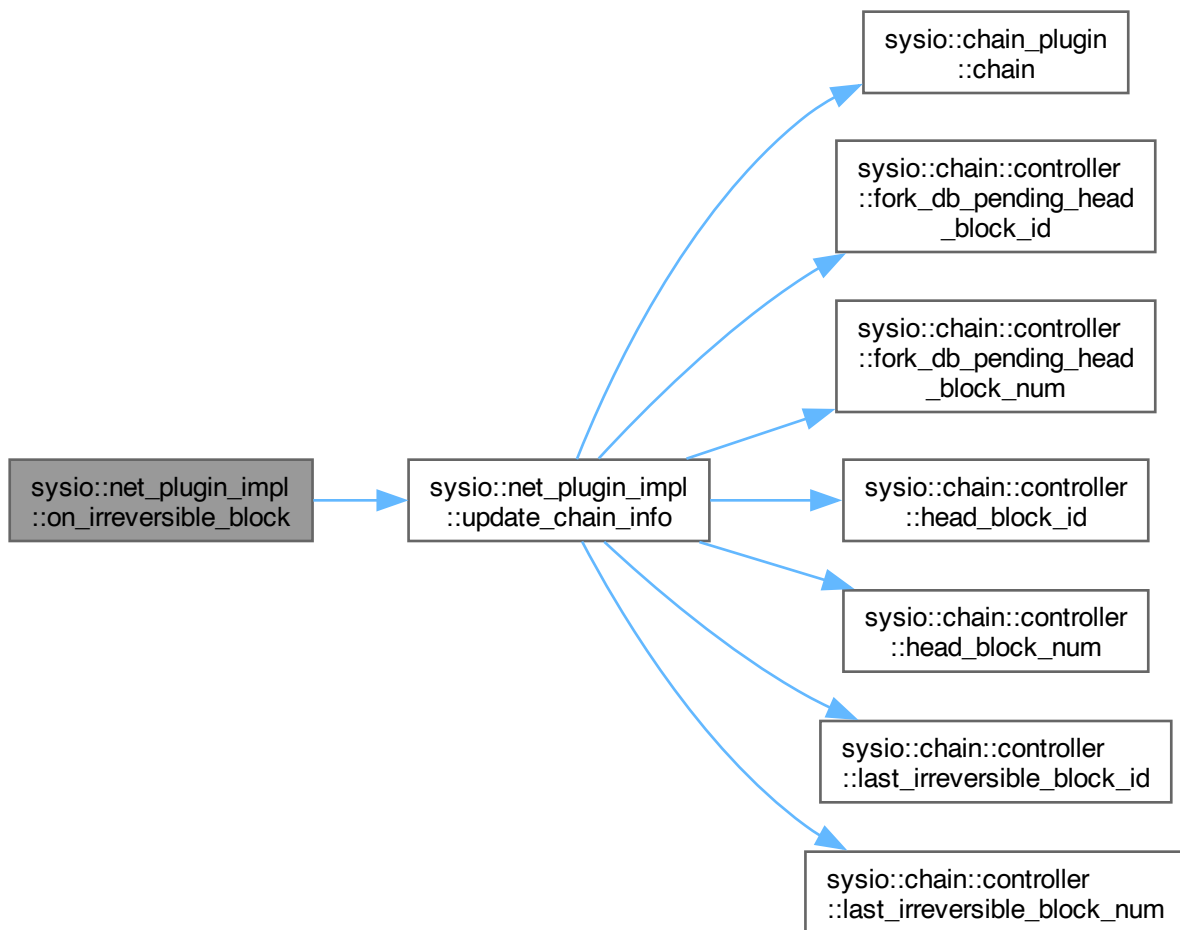 sysio::chain_plugin
::chain
sysio::chain::controller
::fork_db_pending_head
_block_id
sysio::chain::controller
::fork_db_pending_head
_block_num
sysio::net_plugin_impl
::on_irreversible_block
sysio::net_plugin_impl
::update_chain_info
sysio::chain::controller
::head_block_id
sysio::chain::controller
::head_block_num
sysio::chain::controller
::last_irreversible_block_id
sysio::chain::controller
::last_irreversible_block_num